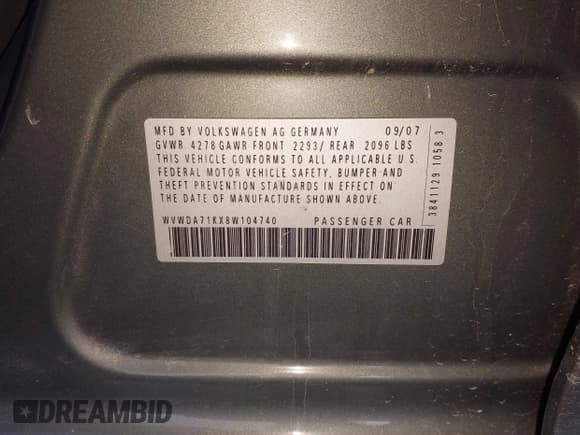 MFD BY VOLKSWAGEN AG GERMANY 09/07
GVWR 4278 GAWR FRONT 2293/ REAR 2096 LBS
THIS VEHICLE CONFORMS TO ALL APPLICABLE U.S.
FEDERAL MOTOR VEHICLE SAFETY, BUMPER AND
THEFT PREVENTION STANDARDS IN EFFECT ON
THE DATE OF MANUFACTURE SHOWN ABOVE.
WVWDA71KX8W104740 PASSENGER CAR
3841129 1058 3
DREAMBID